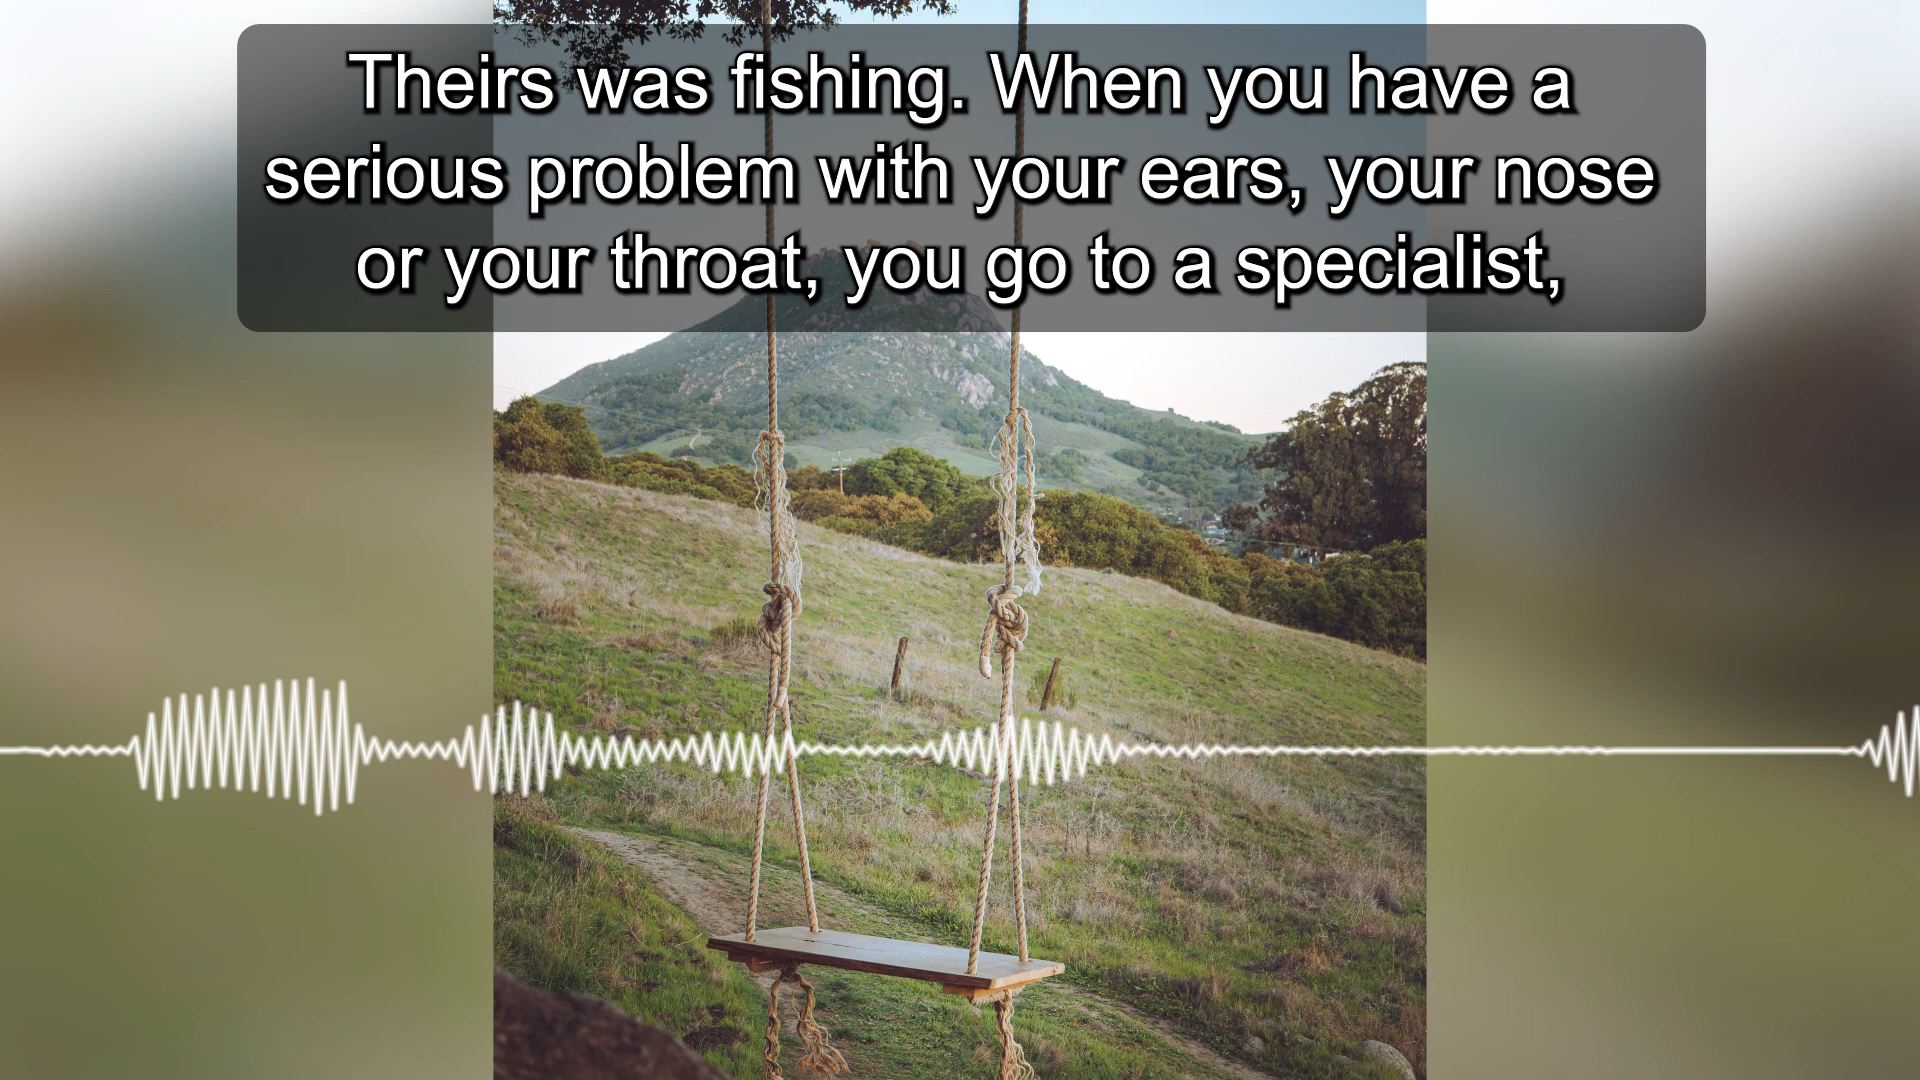 Theirs was fishing. When you have a
serious problem with your ears, your nose
or your throat, you go to a specialist,